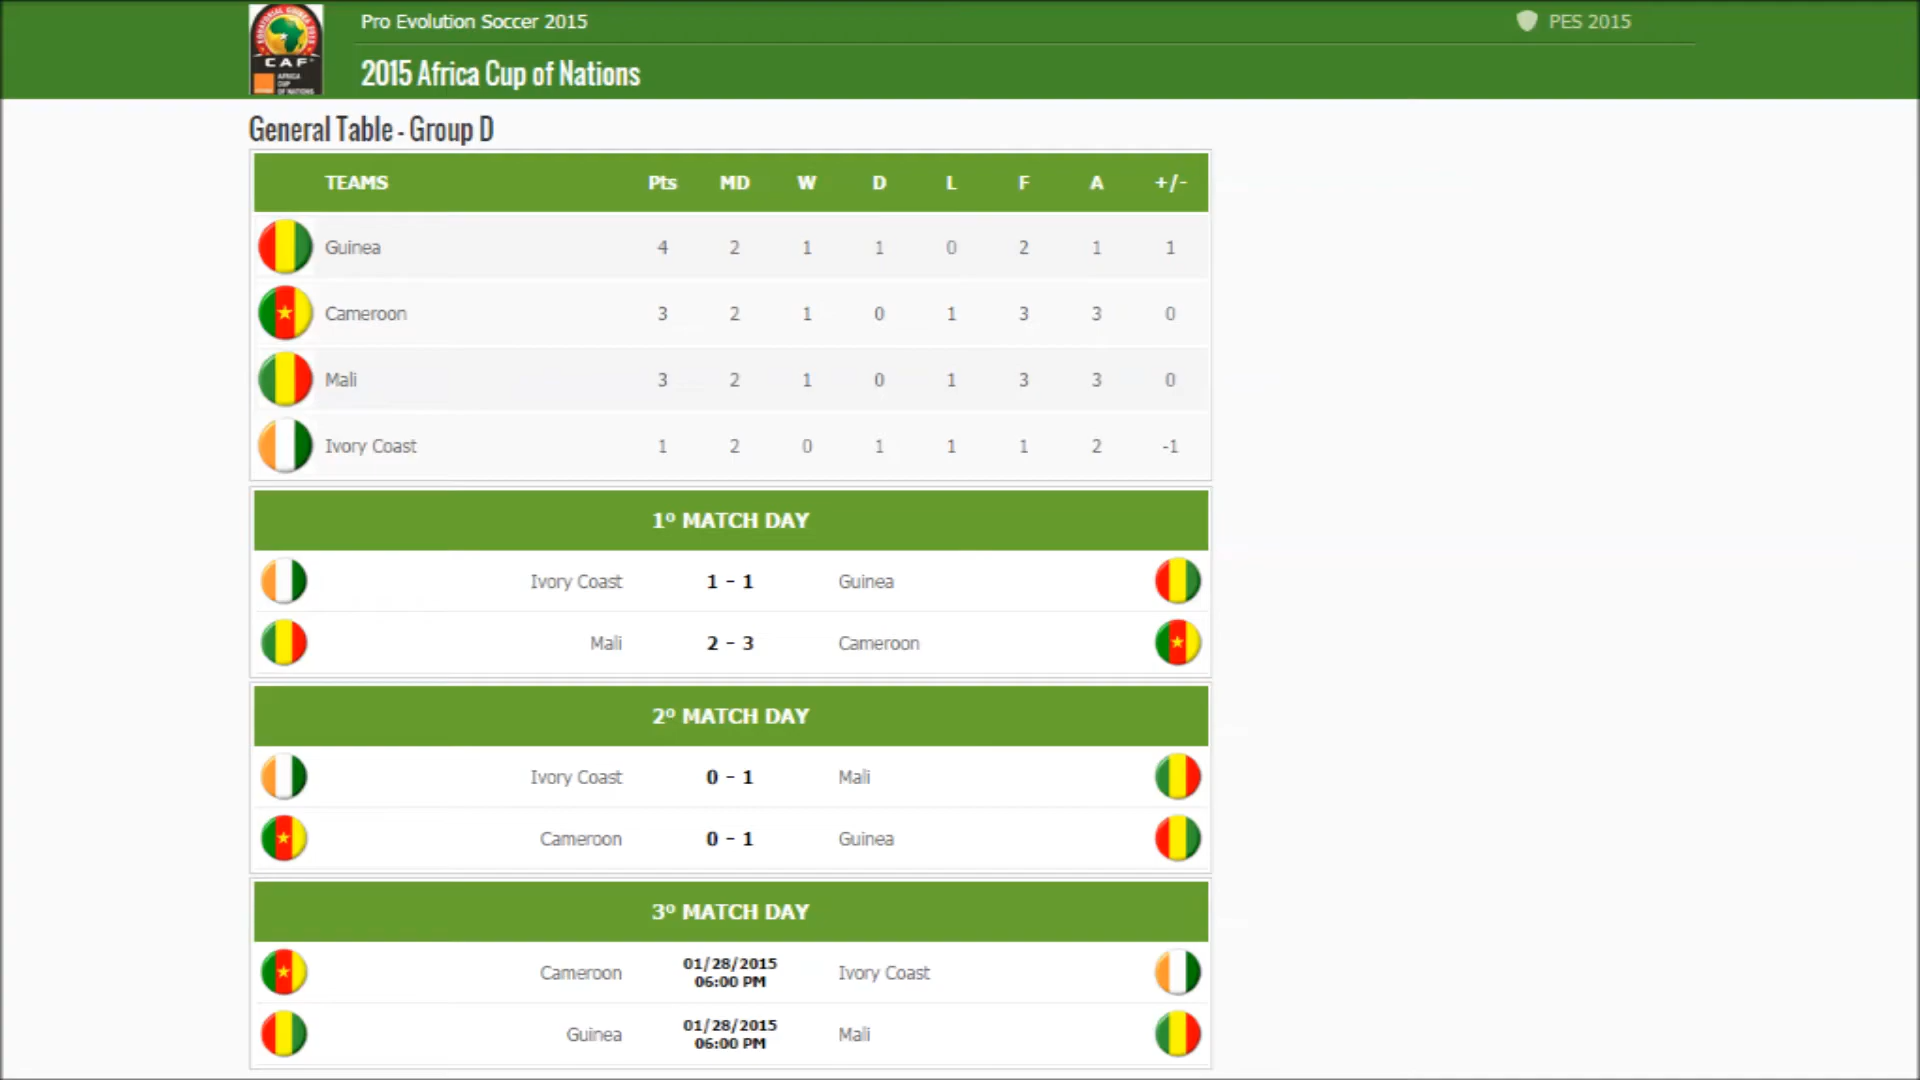 Pro Evolution Soccer 2015
PES 2015
2015 Africa Cup of Nations
CAF
AFRICA
CUP
OF NATIONS
General Table - Group D
TEAMS Pts MD W D L F A +/-
Guinea 4 2 1 1 0 2 1 1
Cameroon 3 2 1 0 1 3 3 0
Mali 3 2 1 0 1 3 3 0
Ivory Coast 1 2 0 1 1 1 2 -1
1º MATCH DAY
Ivory Coast 1 - 1 Guinea
Mali 2 - 3 Cameroon
2º MATCH DAY
Ivory Coast 0 - 1 Mali
Cameroon 0 - 1 Guinea
3º MATCH DAY
Cameroon 01/28/2015 06:00 PM Ivory Coast
Guinea 01/28/2015 06:00 PM Mali